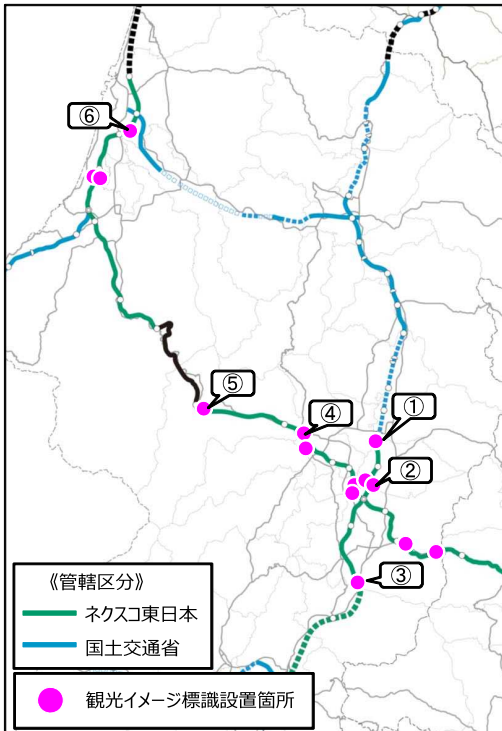 ⑥
⑤
④
①
②
③
《管轄区分》
ネクスコ東日本
国土交通省
観光イメージ標識設置箇所